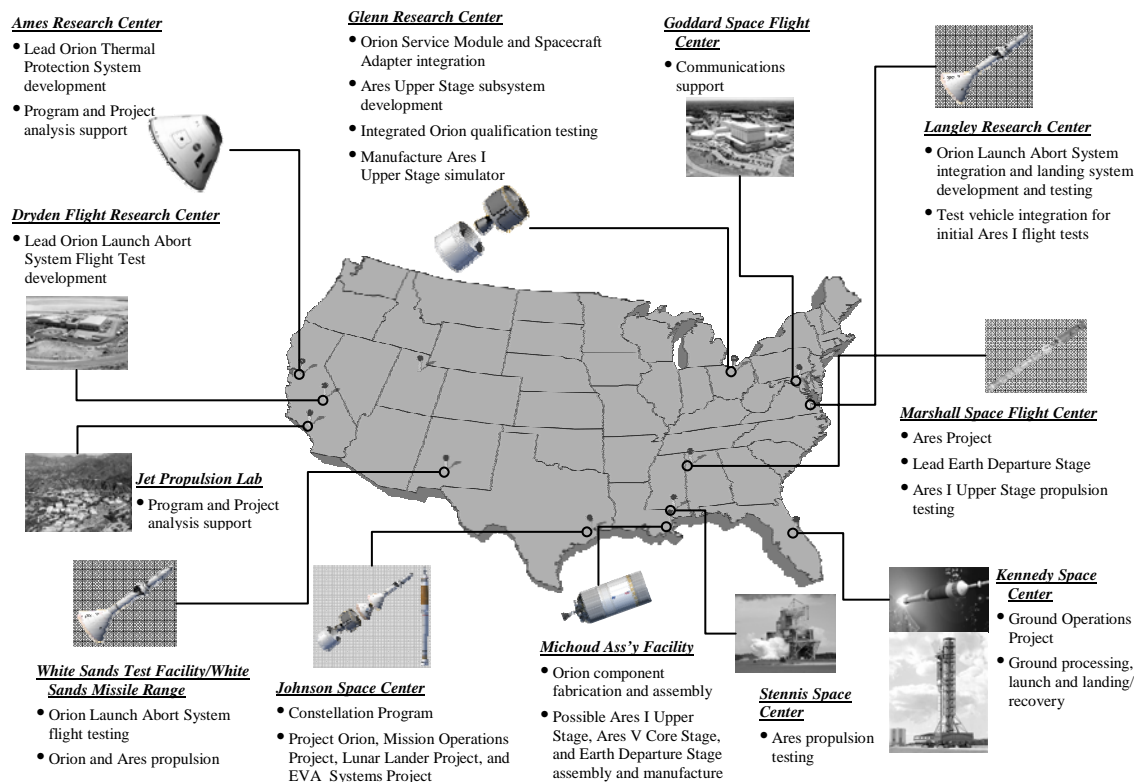 Ames Research Center
• Lead Orion Thermal
Protection System
development
• Program and Project
analysis support
Glenn Research Center
• Orion Service Module and Spacecraft
Adapter integration
• Ares Upper Stage subsystem
development
• Integrated Orion qualification testing
• Manufacture Ares I
Upper Stage simulator
Goddard Space Flight
Center
• Communications
support
Langley Research Center
• Orion Launch Abort System
integration and landing system
development and testing
• Test vehicle integration for
initial Ares I flight tests
Dryden Flight Research Center
• Lead Orion Launch Abort
System Flight Test
development
Marshall Space Flight Center
• Ares Project
• Lead Earth Departure Stage
• Ares I Upper Stage propulsion
testing
Jet Propulsion Lab
• Program and Project
analysis support
White Sands Test Facility/White
Sands Missile Range
• Orion Launch Abort System
flight testing
• Orion and Ares propulsion
Johnson Space Center
• Constellation Program
• Project Orion, Mission Operations
Project, Lunar Lander Project, and
EVA Systems Project
Michoud Ass'y Facility
• Orion component
fabrication and assembly
• Possible Ares I Upper
Stage, Ares V Core Stage,
and Earth Departure Stage
assembly and manufacture
Stennis Space
Center
• Ares propulsion
testing
Kennedy Space
Center
• Ground Operations
Project
• Ground processing,
launch and landing/
recovery